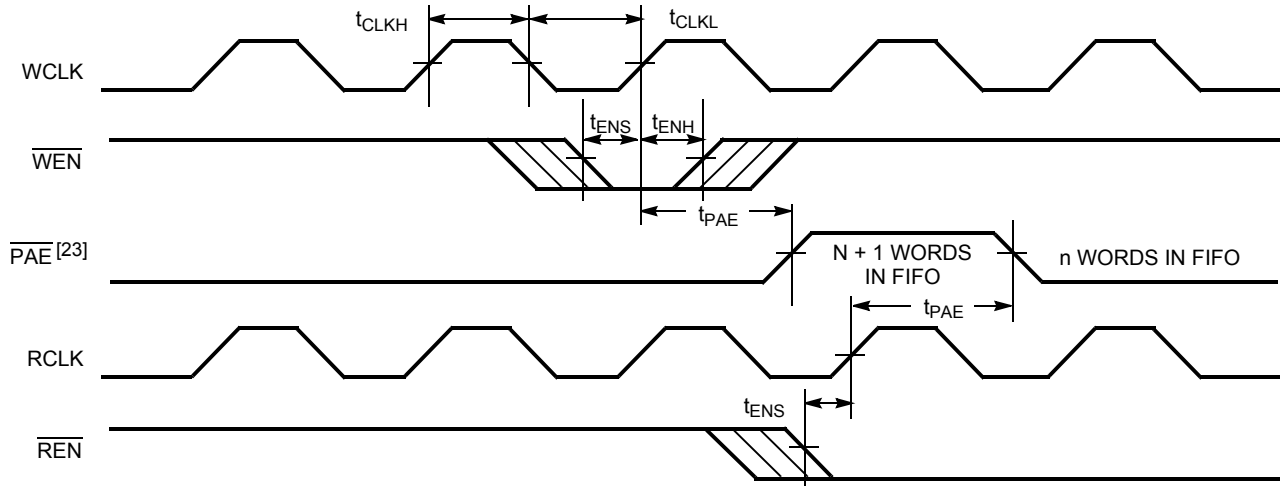 tCLKH
tCLKL
WCLK
tENS
tENH
WEN
tPAE
PAE [23]
N + 1 WORDS
IN FIFO
n WORDS IN FIFO
tPAE
RCLK
tENS
REN